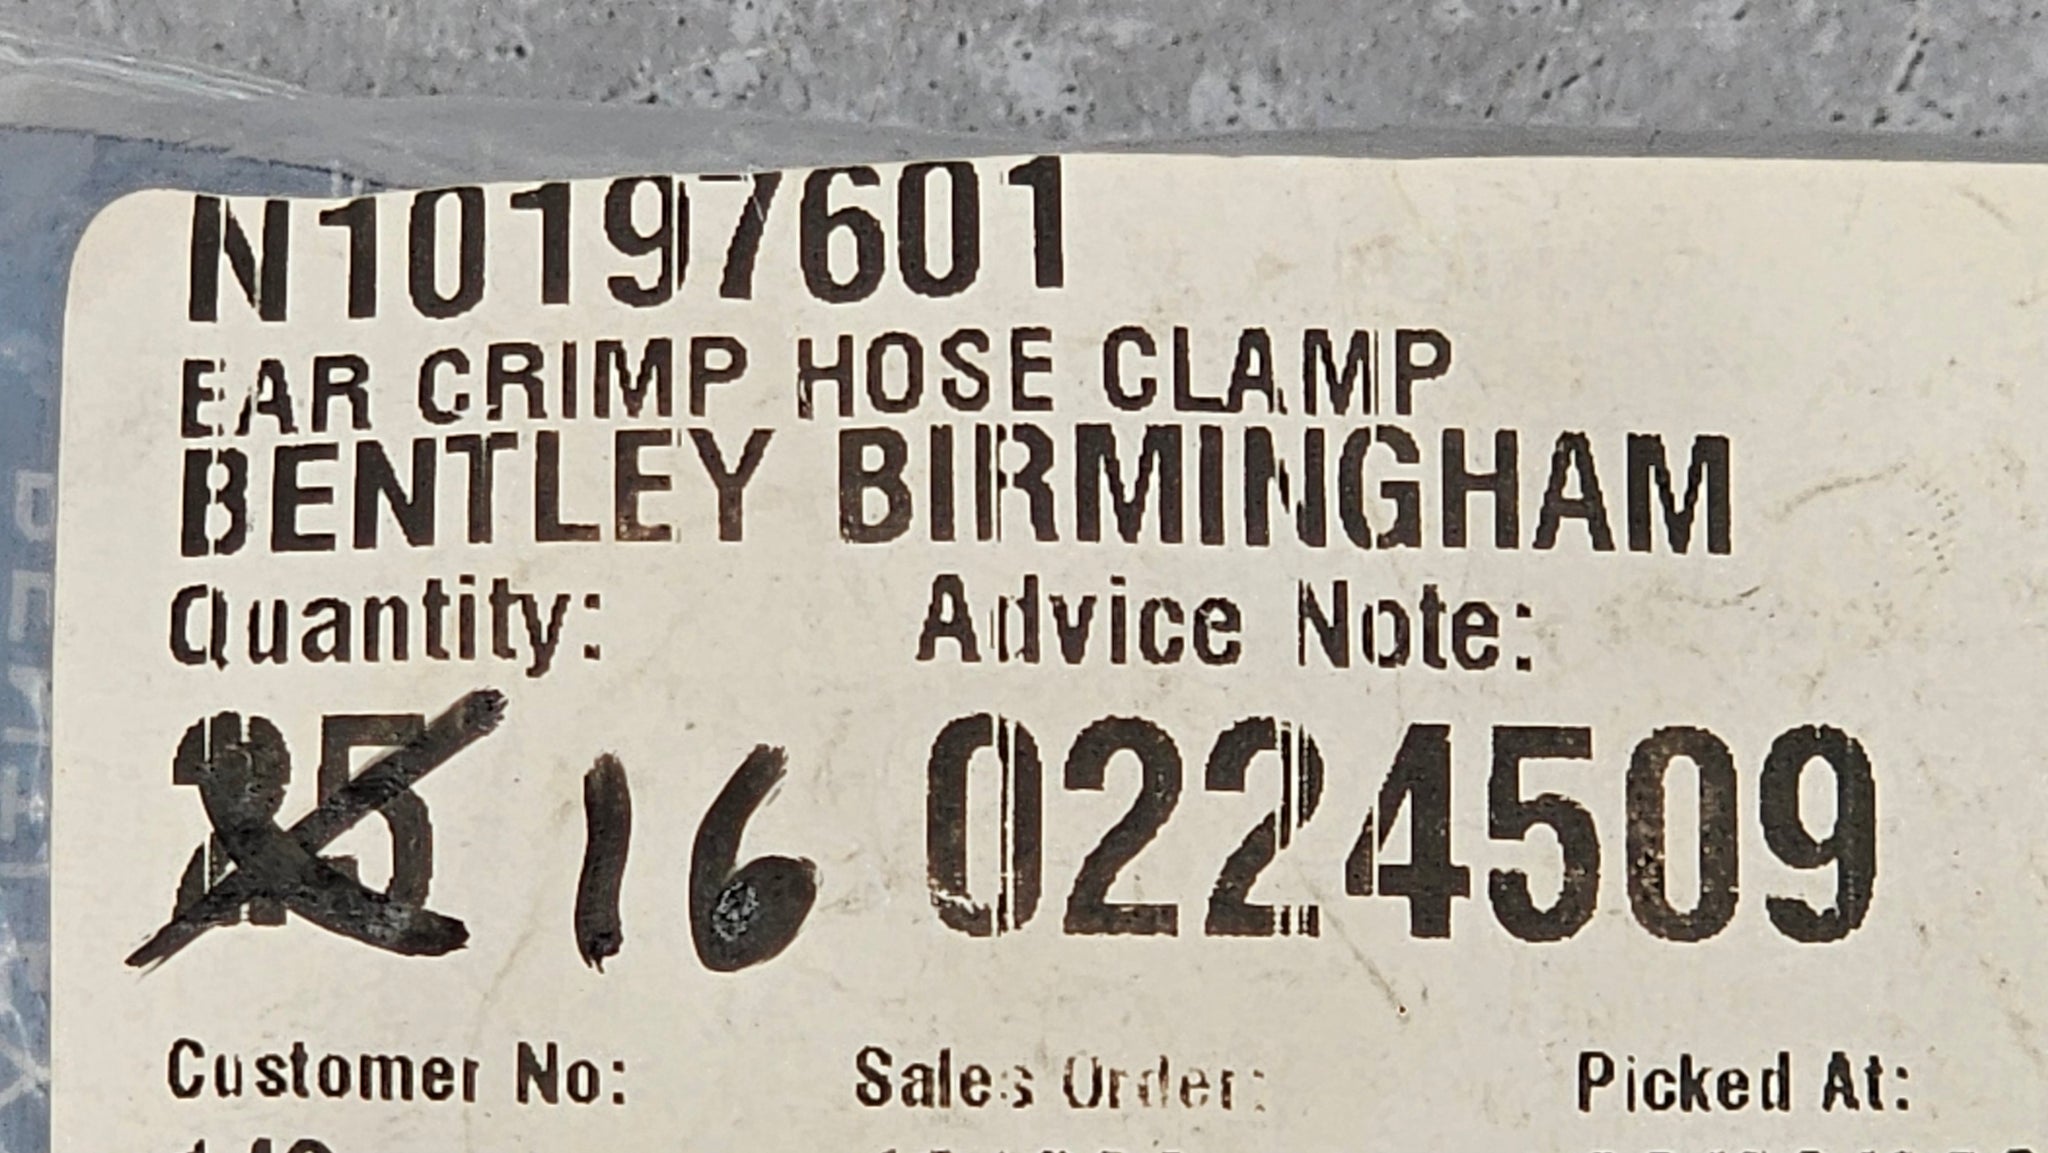 N10197601
EAR CRIMP HOSE CLAMP
BENTLEY BIRMINGHAM
Quantity: Advice Note:
25 16 0224509
Customer No: Sales Order: Picked At: